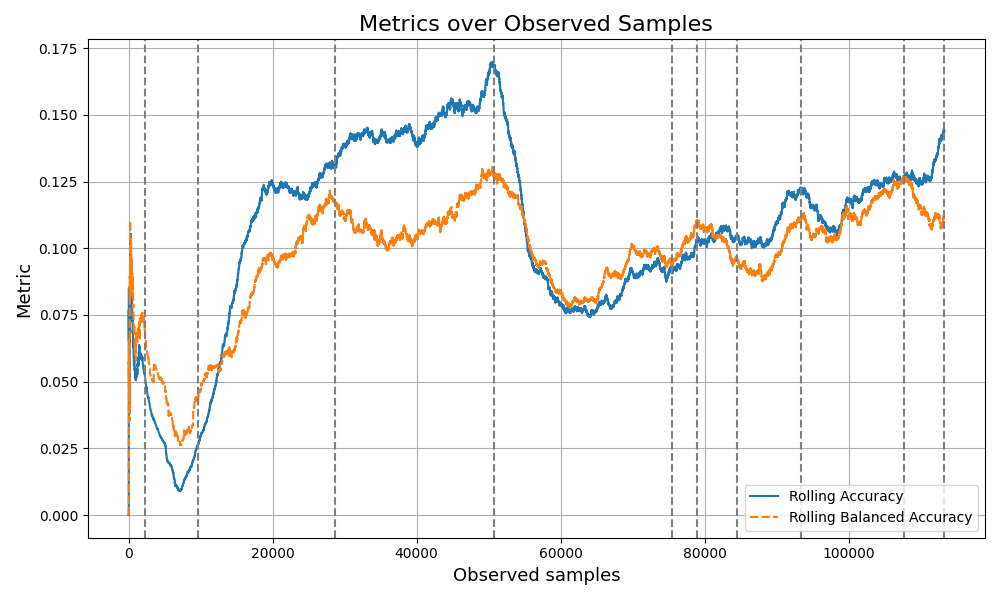 Metrics over Observed Samples
Metric
0.175
0.150
0.125
0.100
0.075
0.050
0.025
0.000
0
20000
40000
60000
80000
100000
Observed samples
Rolling Accuracy
Rolling Balanced Accuracy